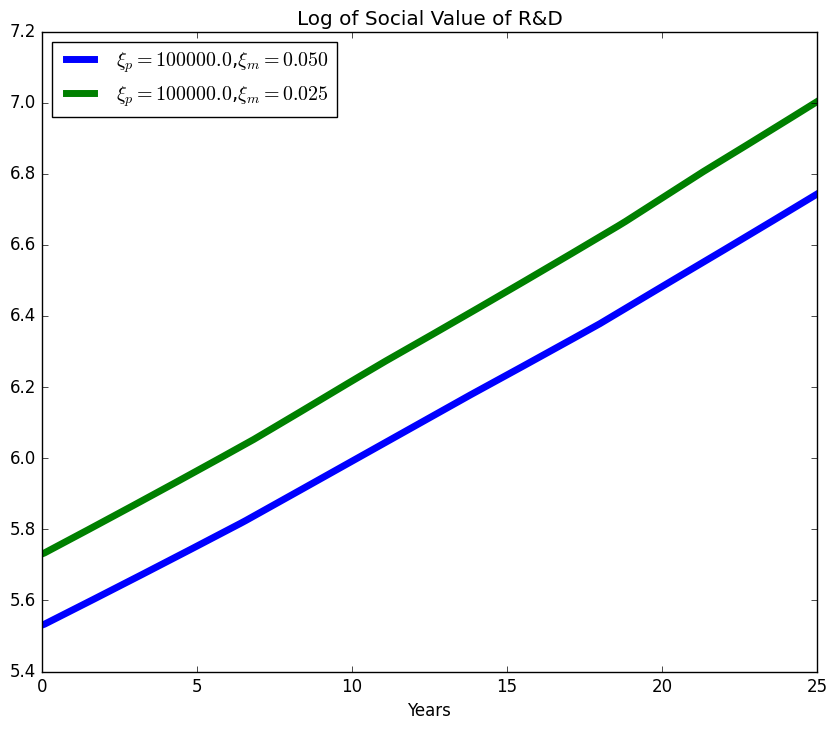 Log of Social Value of R&D
7.2
7.0
6.8
6.6
6.4
6.2
6.0
5.8
5.6
5.4
ξₚ = 100000.0,ξₘ = 0.050
ξₚ = 100000.0,ξₘ = 0.025
0 5 10 15 20 25
Years